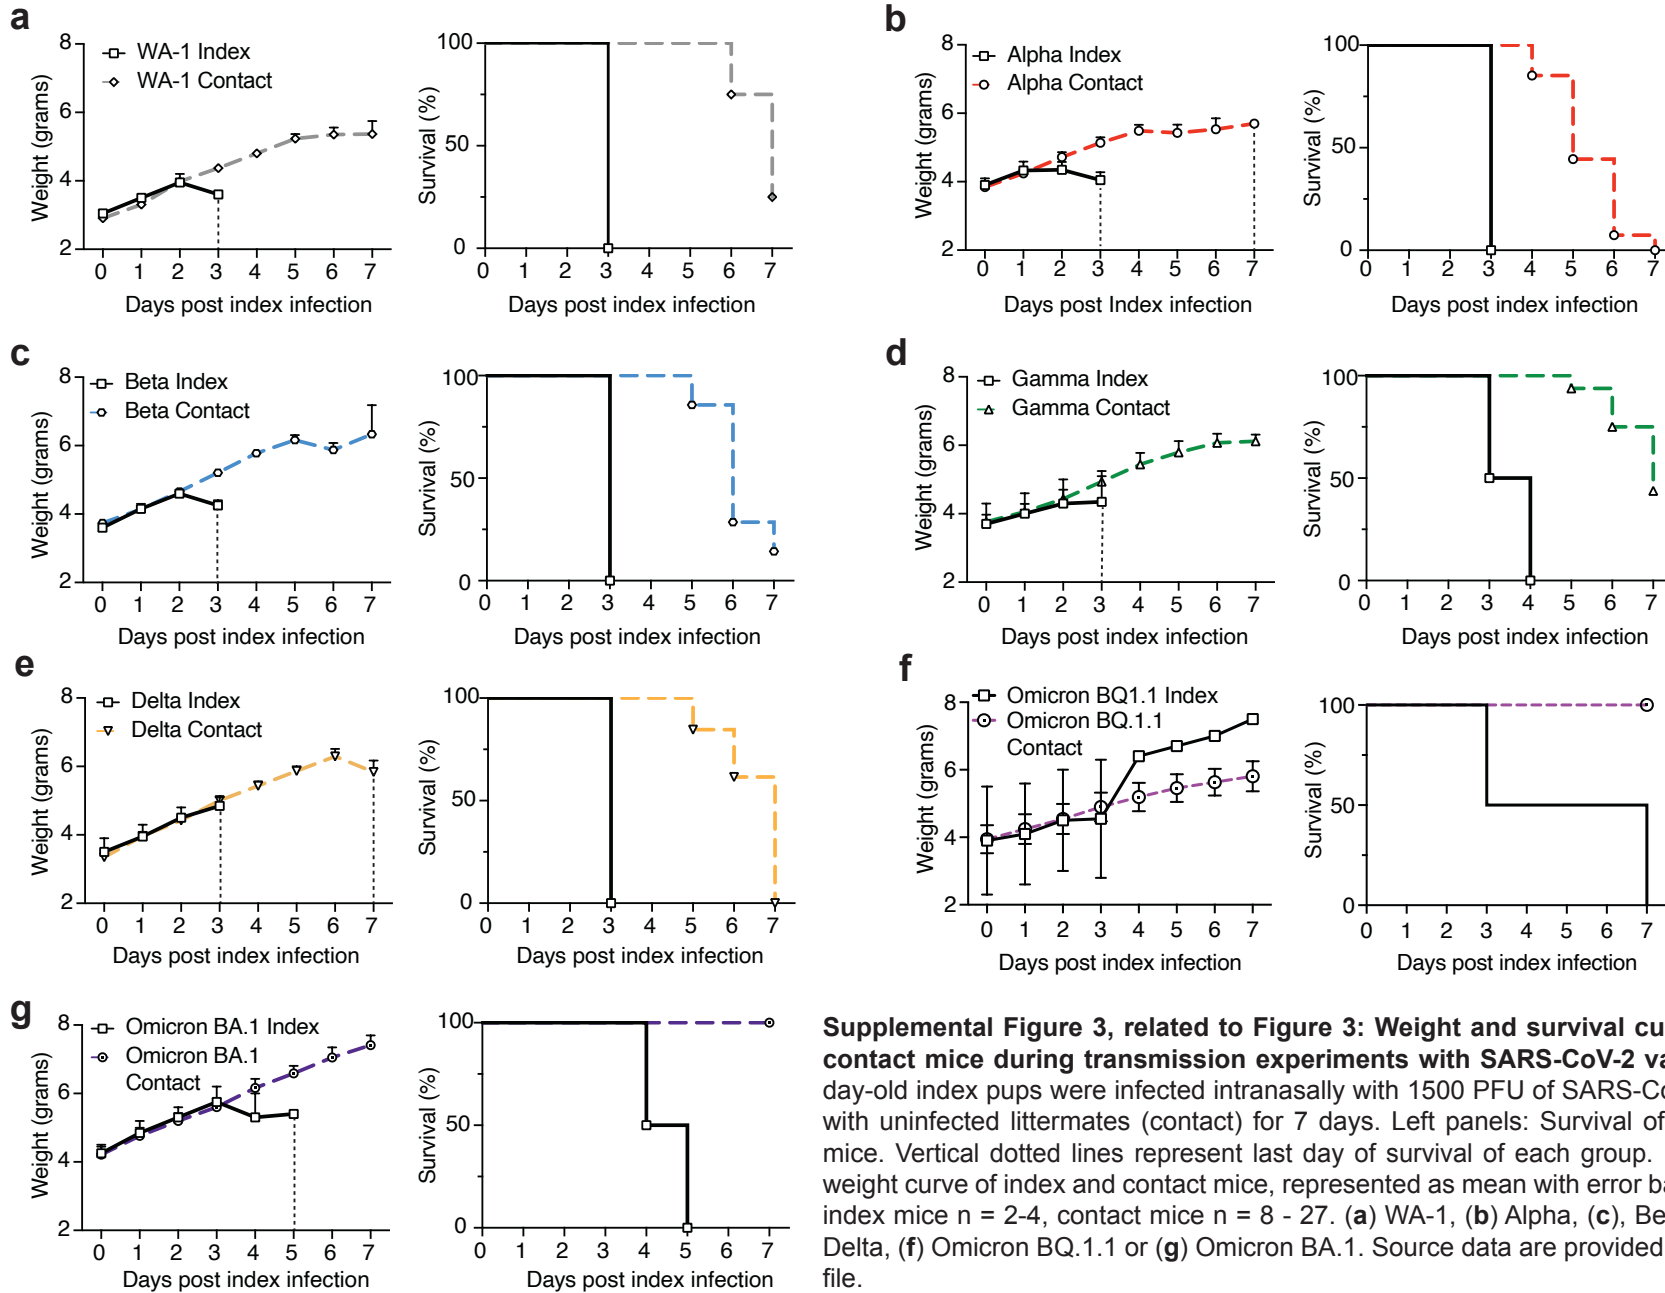 a
8
6
4
2
Weight (grams)
WA-1 Index
WA-1 Contact
0 1 2 3 4 5 6 7
Days post index infection
100
50
0
Survival (%)
0 1 2 3 4 5 6 7
Days post index infection
b
8
6
4
2
Weight (grams)
Alpha Index
Alpha Contact
0 1 2 3 4 5 6 7
Days post Index infection
100
50
0
Survival (%)
0 1 2 3 4 5 6 7
Days post index infection
c
8
6
4
2
Weight (grams)
Beta Index
Beta Contact
0 1 2 3 4 5 6 7
Days post index infection
100
50
0
Survival (%)
0 1 2 3 4 5 6 7
Days post index infection
d
8
6
4
2
Weight (grams)
Gamma Index
Gamma Contact
0 1 2 3 4 5 6 7
Days post index infection
100
50
0
Survival (%)
0 1 2 3 4 5 6 7
Days post index infection
e
8
6
4
2
Weight (grams)
Delta Index
Delta Contact
0 1 2 3 4 5 6 7
Days post index infection
100
50
0
Survival (%)
0 1 2 3 4 5 6 7
Days post index infection
f
8
6
4
2
Weight (grams)
Omicron BQ1.1 Index
Omicron BQ.1.1
Contact
0 1 2 3 4 5 6 7
Days post index infection
100
50
0
Survival (%)
0 1 2 3 4 5 6 7
Days post index infection
g
8
6
4
2
Weight (grams)
Omicron BA.1 Index
Omicron BA.1
Contact
0 1 2 3 4 5 6 7
Days post index infection
100
50
0
Survival (%)
0 1 2 3 4 5 6 7
Days post index infection
Supplemental Figure 3, related to Figure 3: Weight and survival cu
contact mice during transmission experiments with SARS-CoV-2 va
day-old index pups were infected intranasally with 1500 PFU of SARS-Co
with uninfected littermates (contact) for 7 days. Left panels: Survival of
mice. Vertical dotted lines represent last day of survival of each group.
weight curve of index and contact mice, represented as mean with error ba
index mice n = 2-4, contact mice n = 8 - 27. (a) WA-1, (b) Alpha, (c), Be
Delta, (f) Omicron BQ.1.1 or (g) Omicron BA.1. Source data are provided
file.